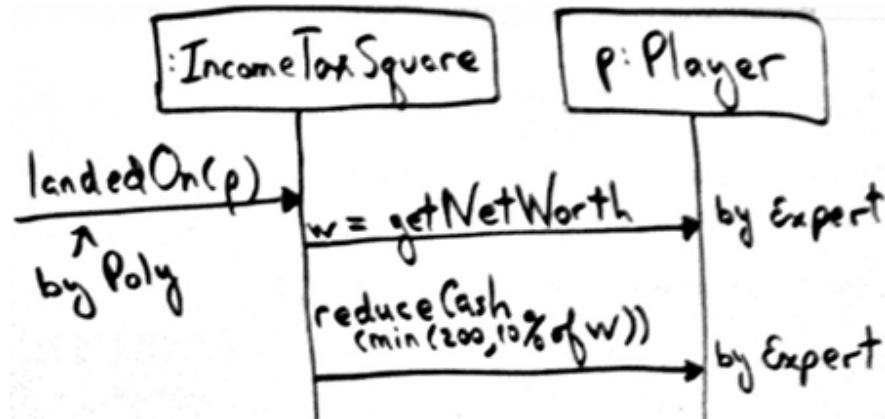 :IncomeTaxSquare
p: Player
landedOn(p)
by Poly
w = getNetWorth
by Expert
reduceCash
(min(200,10% of w))
by Expert